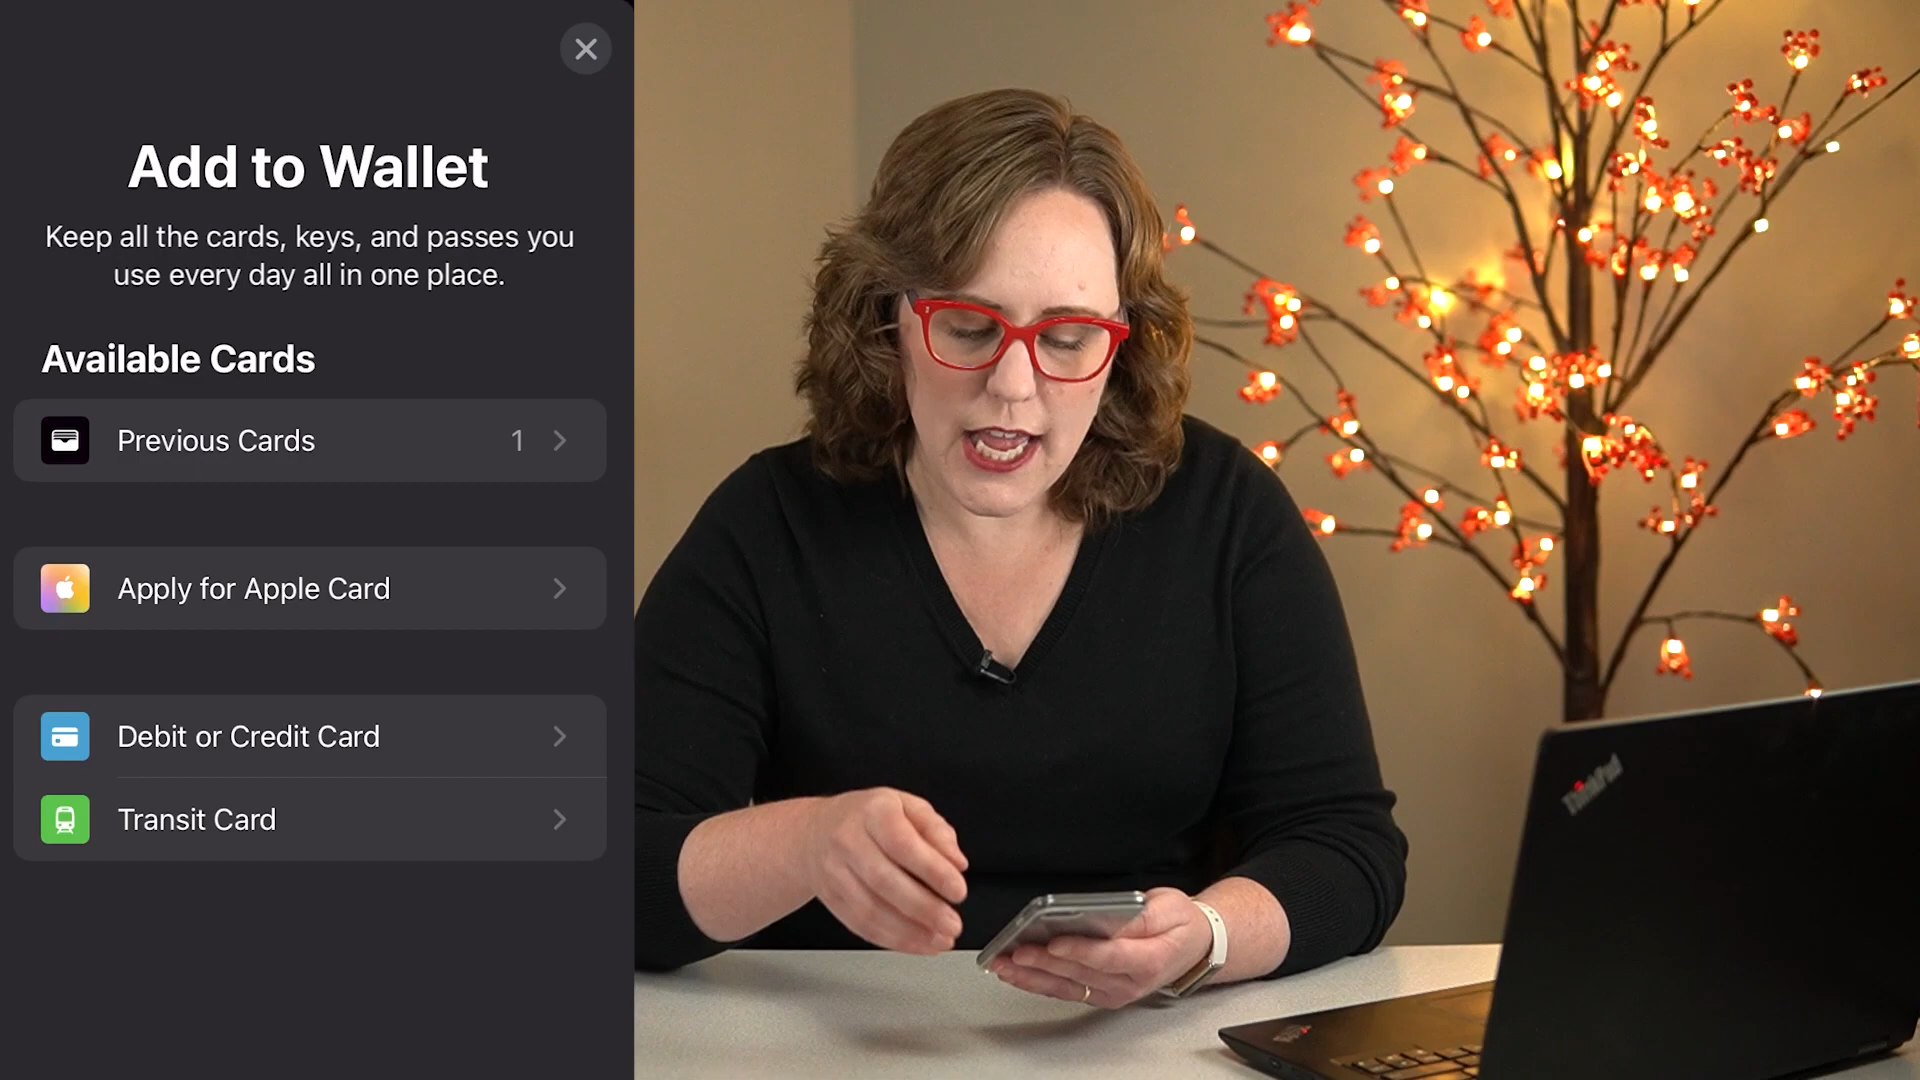 Add to Wallet
Keep all the cards, keys, and passes you
use every day all in one place.
Available Cards
Previous Cards 1
Apply for Apple Card
Debit or Credit Card
Transit Card
ThinkPad